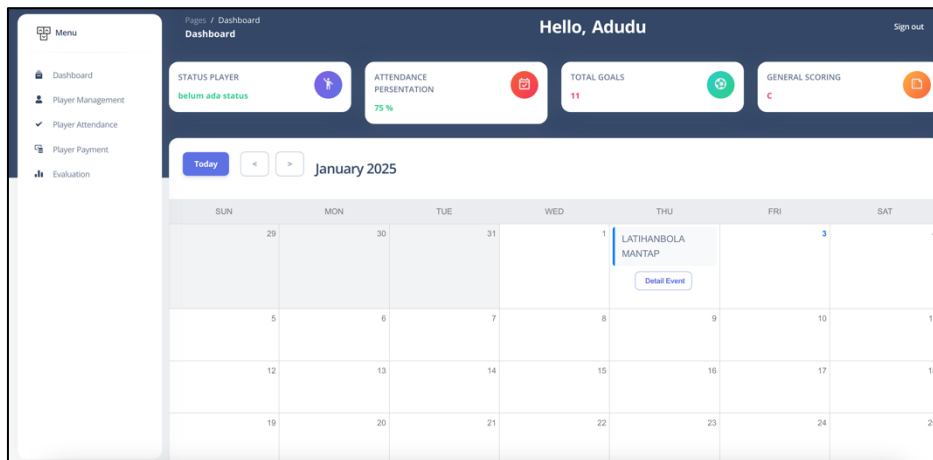 Menu
Dashboard
Player Management
Player Attendance
Player Payment
Evaluation
Pages / Dashboard
Dashboard
Hello, Adudu
Sign out
STATUS PLAYER
belum ada status
ATTENDANCE
PERSENTATION
75 %
TOTAL GOALS
11
GENERAL SCORING
C
Today
<
>
January 2025
SUN MON TUE WED THU FRI SAT
29 30 31 1 3
LATIHANBOLA
MANTAP
Detail Event
5 6 7 8 9 10
12 13 14 15 16 17
19 20 21 22 23 24